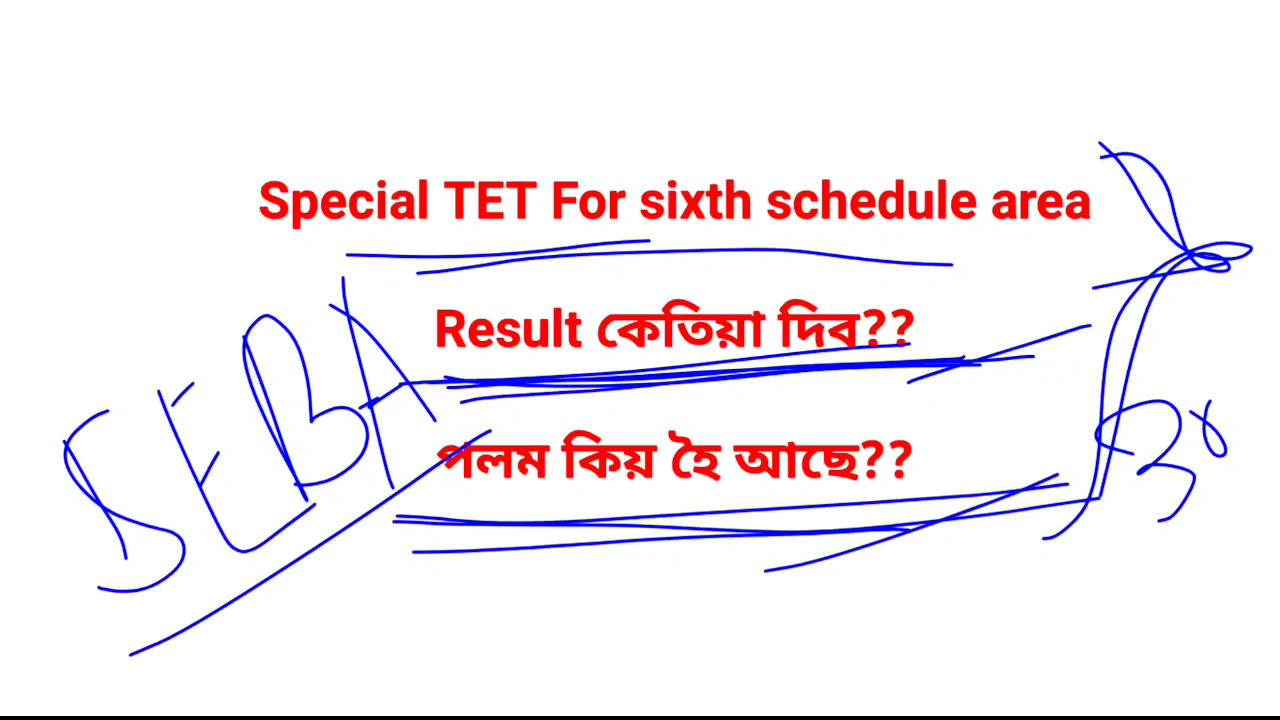 Special TET For sixth schedule area
Result কেতিয়া দিব??
পলম কিয় হৈ আছে??
SEBA